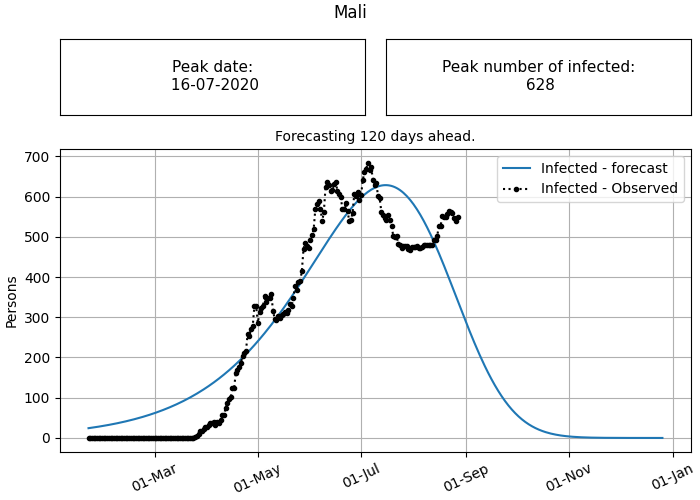 Mali
Peak date:
16-07-2020
Peak number of infected:
628
Forecasting 120 days ahead.
Infected - forecast
Infected - Observed
Persons
700
600
500
400
300
200
100
0
01-Mar
01-May
01-Jul
01-Sep
01-Nov
01-Jan